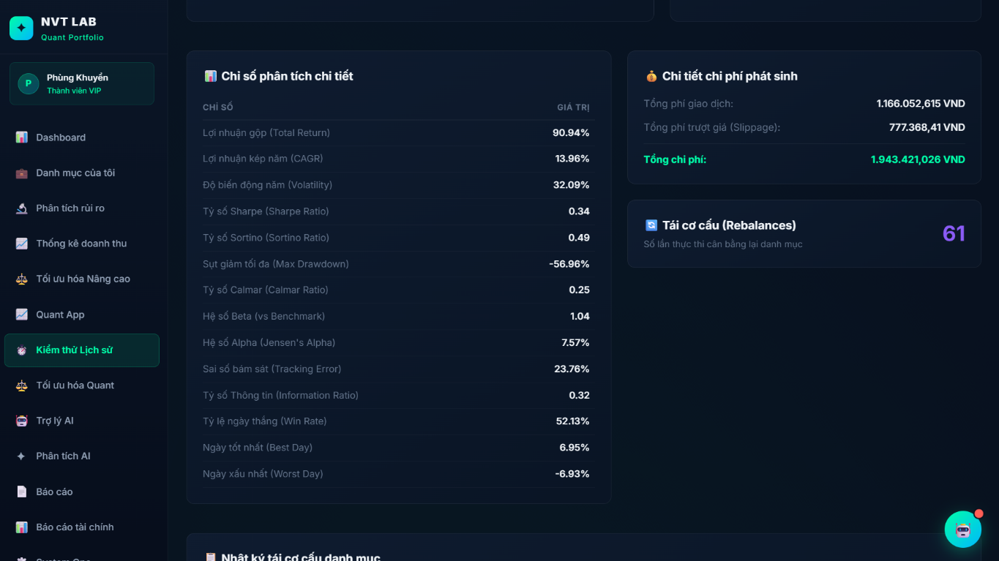 NVT LAB
Quant Portfolio
P
Phùng Khuyển
Thành viên VIP
Dashboard
Danh mục của tôi
Phân tích rủi ro
Thống kê doanh thu
Tối ưu hóa Nâng cao
Quant App
Kiểm thử Lịch sử
Tối ưu hóa Quant
Trợ lý AI
Phân tích AI
Báo cáo
Báo cáo tài chính
Chỉ số phân tích chi tiết
CHỈ SỐ GIÁ TRỊ
Lợi nhuận gộp (Total Return) 90.94%
Lợi nhuận kép năm (CAGR) 13.96%
Độ biến động năm (Volatility) 32.09%
Tỷ số Sharpe (Sharpe Ratio) 0.34
Tỷ số Sortino (Sortino Ratio) 0.49
Sụt giảm tối đa (Max Drawdown) -56.96%
Tỷ số Calmar (Calmar Ratio) 0.25
Hệ số Beta (vs Benchmark) 1.04
Hệ số Alpha (Jensen's Alpha) 7.57%
Sai số bám sát (Tracking Error) 23.76%
Tỷ số Thông tin (Information Ratio) 0.32
Tỷ lệ ngày thắng (Win Rate) 52.13%
Ngày tốt nhất (Best Day) 6.95%
Ngày xấu nhất (Worst Day) -6.93%
Chi tiết chi phí phát sinh
Tổng phí giao dịch: 1.166.052,615 VND
Tổng phí trượt giá (Slippage): 777.368,41 VND
Tổng chi phí: 1.943.421,026 VND
Tái cơ cấu (Rebalances)
Số lần thực thi cân bằng lại danh mục
61
Nhật ký tái cơ cấu danh mục